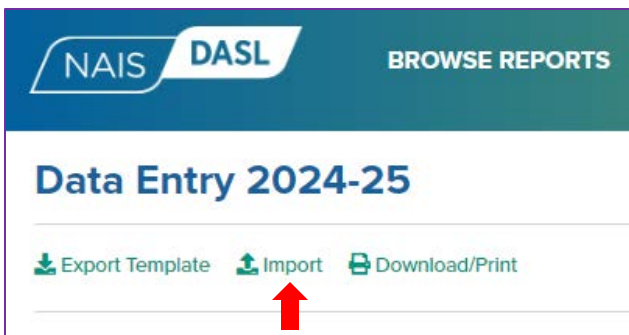 NAIS DASL BROWSE REPORTS
Data Entry 2024-25
Export Template Import Download/Print